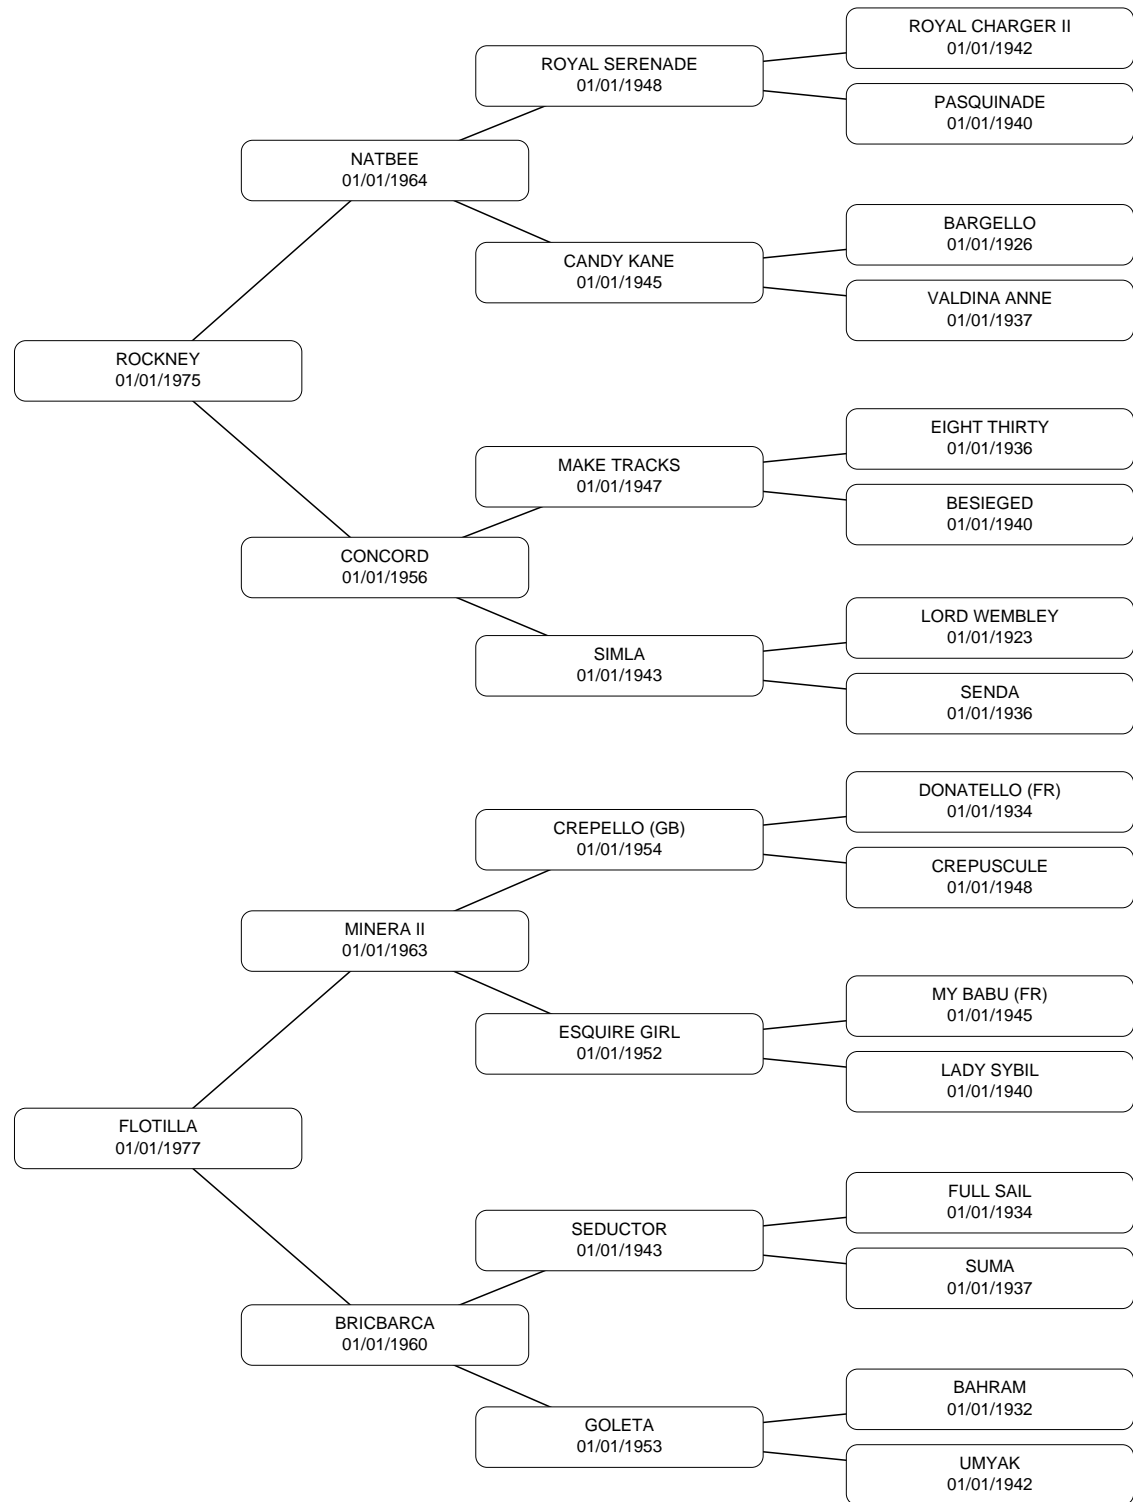 ROYAL CHARGER II
01/01/1942
ROYAL SERENADE
01/01/1948
PASQUINADE
01/01/1940
NATBEE
01/01/1964
BARGELLO
01/01/1926
CANDY KANE
01/01/1945
VALDINA ANNE
01/01/1937
ROCKNEY
01/01/1975
EIGHT THIRTY
01/01/1936
MAKE TRACKS
01/01/1947
BESIEGED
01/01/1940
CONCORD
01/01/1956
LORD WEMBLEY
01/01/1923
SIMLA
01/01/1943
SENDA
01/01/1936
DONATELLO (FR)
01/01/1934
CREPELLO (GB)
01/01/1954
CREPUSCULE
01/01/1948
MINERA II
01/01/1963
MY BABU (FR)
01/01/1945
ESQUIRE GIRL
01/01/1952
LADY SYBIL
01/01/1940
FLOTILLA
01/01/1977
FULL SAIL
01/01/1934
SEDUCTOR
01/01/1943
SUMA
01/01/1937
BRICBARCA
01/01/1960
BAHRAM
01/01/1932
GOLETA
01/01/1953
UMYAK
01/01/1942